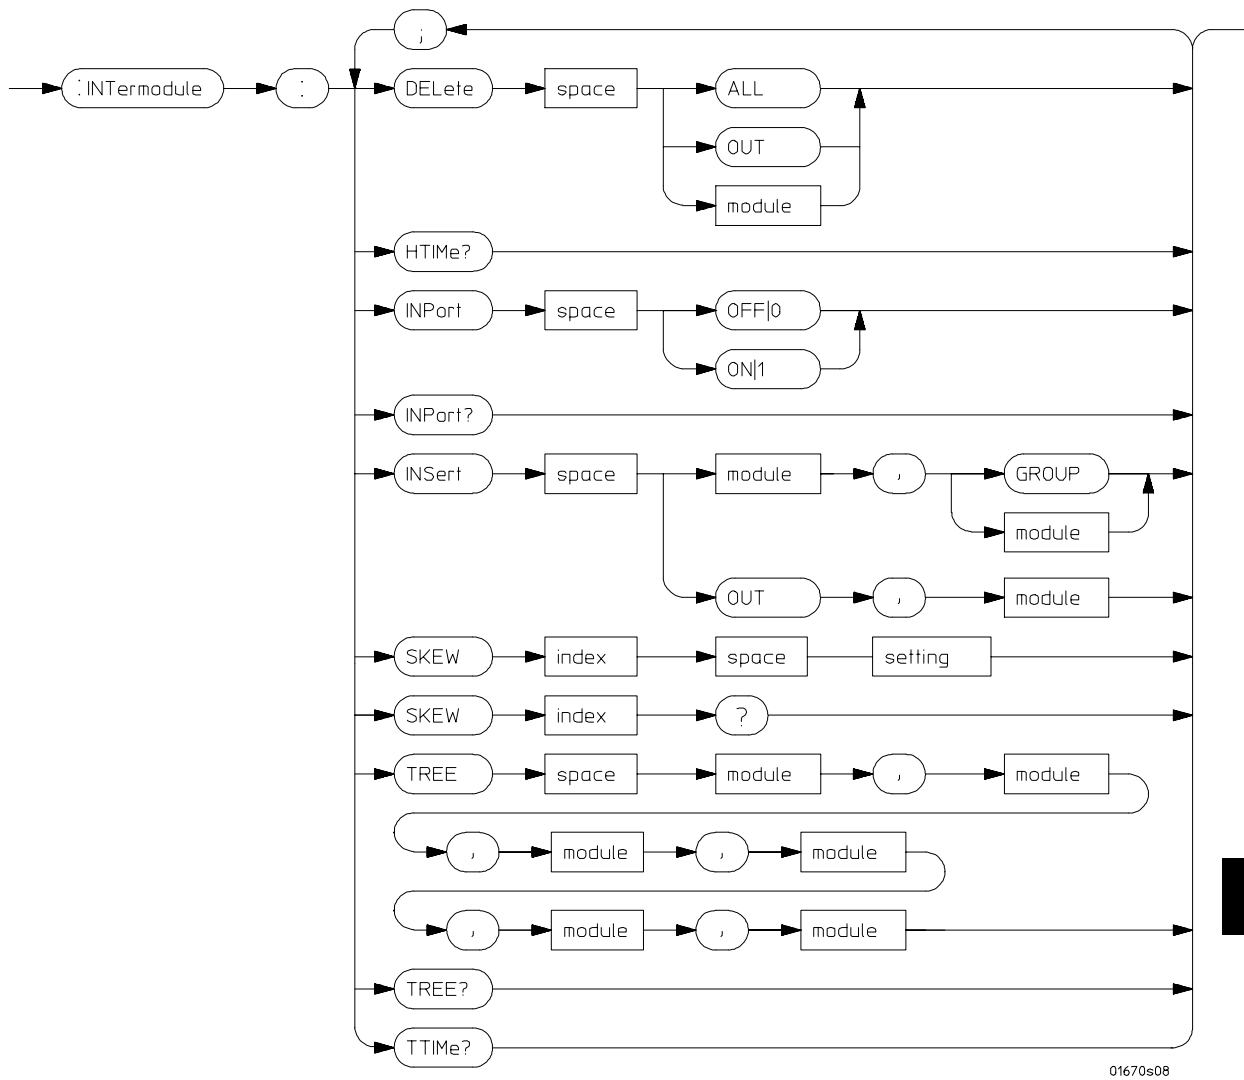 ;
:INTermodule :
DELete space ALL
OUT
module
HTIMe?
INPort space OFF|0
ON|1
INPort?
INSert space module , GROUP
module
OUT , module
SKEW index space setting
SKEW index ?
TREE space module , module
, module , module
, module , module
TREE?
TTIMe?
01670s08